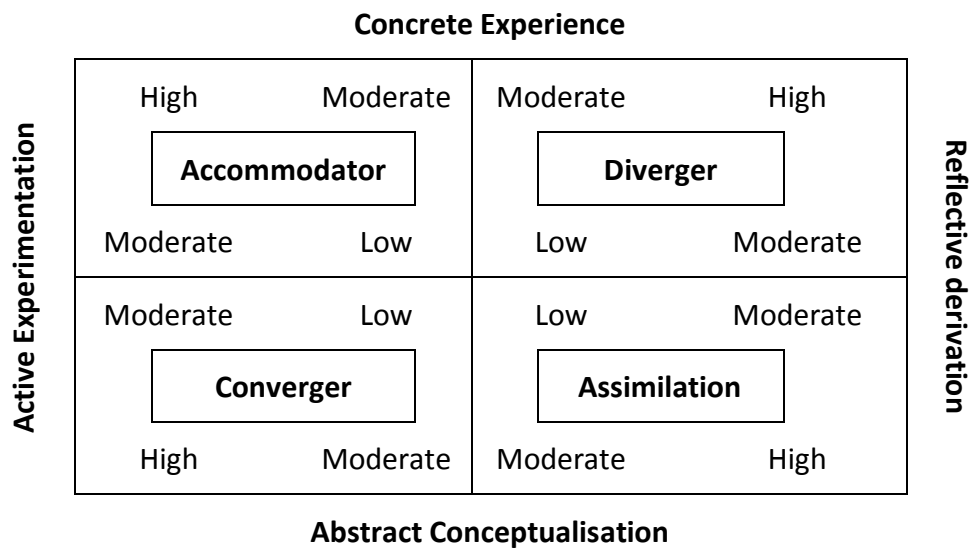 Concrete Experience
High Moderate Moderate High
Accommodator Diverger
Moderate Low Low Moderate
Moderate Low Low Moderate
Converger Assimilation
High Moderate Moderate High
Abstract Conceptualisation
Active Experimentation
Reflective derivation